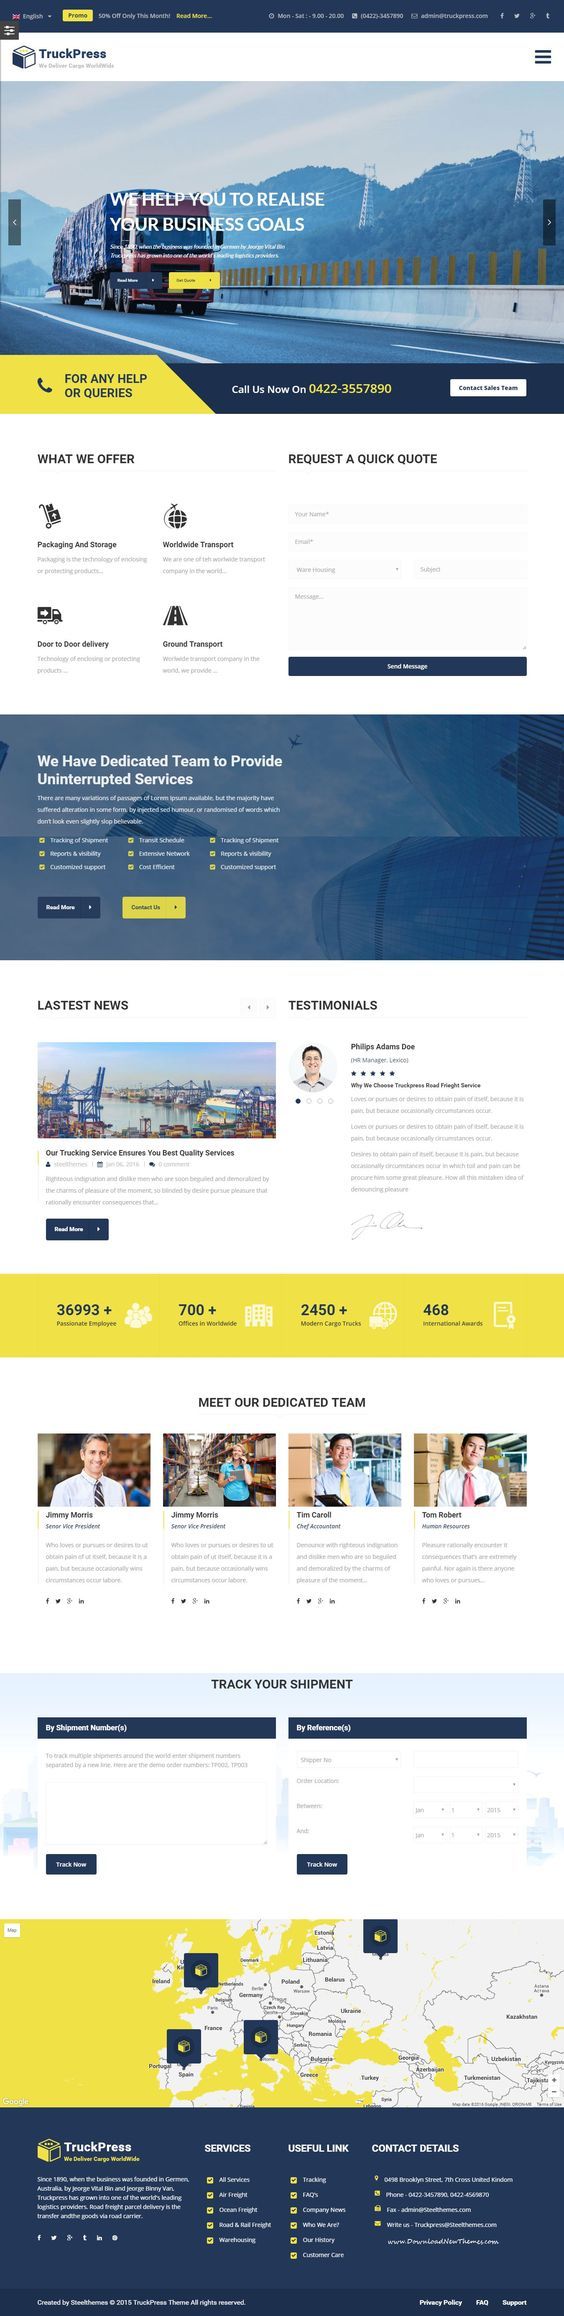 English
Promo
50% Off Only This Month!
Read More...
Mon - Sat : - 9.00 - 20.00
(0422)-3457890
admin@truckpress.com
TruckPress
We Deliver Cargo WorldWide
WE HELP YOU TO REALISE
YOUR BUSINESS GOALS
Since 1890, when the business was founded in Germen by Jeorge Vital Bin
Truckpress has grown into one of the world's leading logistics providers.
Read More
Get Quote
FOR ANY HELP
OR QUERIES
Call Us Now On 0422-3557890
Contact Sales Team
WHAT WE OFFER
Packaging And Storage
Packaging is the technology of enclosing
or protecting products...
Worldwide Transport
We are one of teh worlwide transport
company in the world...
Door to Door delivery
Technology of enclosing or protecting
products ...
Ground Transport
Worlwide transport company in the
world, we provide ...
REQUEST A QUICK QUOTE
Your Name*
Email*
Ware Housing
Subject
Message...
Send Message
We Have Dedicated Team to Provide
Uninterrupted Services
There are many variations of passages of Lorem Ipsum available, but the majority have
suffered alteration in some form, by injected sed humour, or randomised of words which
don't look even slightly slop believable.
Tracking of Shipment
Transit Schedule
Tracking of Shipment
Reports & visibility
Extensive Network
Reports & visibility
Customized support
Cost Efficient
Customized support
Read More
Contact Us
LASTEST NEWS
Our Trucking Service Ensures You Best Quality Services
steelthemes
Jan 06, 2016
0 comment
Righteous indignation and dislike men who are soon beguiled and demoralized by
the charms of pleasure of the moment, so blinded by desire pursue pleasure that
rationally encounter consequences that...
Read More
TESTIMONIALS
Philips Adams Doe
(HR Manager, Lexico)
Why We Choose Truckpress Road Frieght Service
Loves or pursues or desires to obtain pain of itself, because it is
pain, but because occasionally circumstances occur.
Loves or pursues or desires to obtain pain of itself, because it is
pain, but because occasionally circumstances occur.
Desires to obtain pain of itself, because it is pain, but because
occasionally circumstances occur in which toil and pain can be
procure him some great pleasure. How all this mistaken idea of
denouncing pleasure
36993 +
Passionate Employee
700 +
Offices in Worldwide
2450 +
Modern Cargo Trucks
468
International Awards
MEET OUR DEDICATED TEAM
Jimmy Morris
Senor Vice President
Who loves or pursues or desires to ut
obtain pain of ut itself, because it is a
pain, but because occasionally wins
circumstances occur labore.
Jimmy Morris
Senor Vice President
Who loves or pursues or desires to ut
obtain pain of ut itself, because it is a
pain, but because occasionally wins
circumstances occur labore.
Tim Caroll
Chef Accountant
Denounce with righteous indignation
and dislike men who are so beguiled
and demoralized by the charms of
pleasure of the moment...
Tom Robert
Human Resources
Pleasure rationally encounter it
consequences that's are extremely
painful. Nor again is there anyone
who loves or pursues...
TRACK YOUR SHIPMENT
By Shipment Number(s)
To track multiple shipments around the world enter shipment numbers
separated by a new line. Here are the demo order numbers: TP002, TP003
Track Now
By Reference(s)
Shipper No
Order Location:
Between:
Jan 1 2015
And:
Jan 1 2015
Track Now
Map
Estonia
Latvia
Lithuania
Denmark
Ireland
Netherlands
Berlin
Poland
Belarus
Germany
Belgium
Warsaw
Paris
Czech Rep
Ukraine
Slovakia
France
Hungary
Moldova
Romania
Serbia
Bulgaria
Portugal
Spain
Greece
Turkey
Georgia
Azerbaijan
Astana
Астана
Kazakhstan
Uzbekistan
Kyrgyzsta
Turkmenistan
Tajikista
Tunisia
Syria
Google
Terms of Use
TruckPress
We Deliver Cargo WorldWide
Since 1890, when the business was founded in Germen,
Australia, by Jeorge Vital Bin and Jeorge Binny Van,
Truckpress has grown into one of the world's leading
logistics providers. Road freight parcel delivery is the
transfer andthe goods via road carrier.
SERVICES
All Services
Air Freight
Ocean Freight
Road & Rail Freight
Warehousing
USEFUL LINK
Tracking
FAQ's
Company News
Who We Are?
Our History
Customer Care
CONTACT DETAILS
0498 Brooklyn Street, 7th Cross United Kindom
Phone - 0422-3457890, 0422-4569870
Fax - admin@Steelthemes.com
Write us - Truckpress@Steelthemes.com
www.DownloadNewThemes.com
Created by Steelthemes © 2015 TruckPress Theme All rights reserved.
Privacy Policy
FAQ
Support